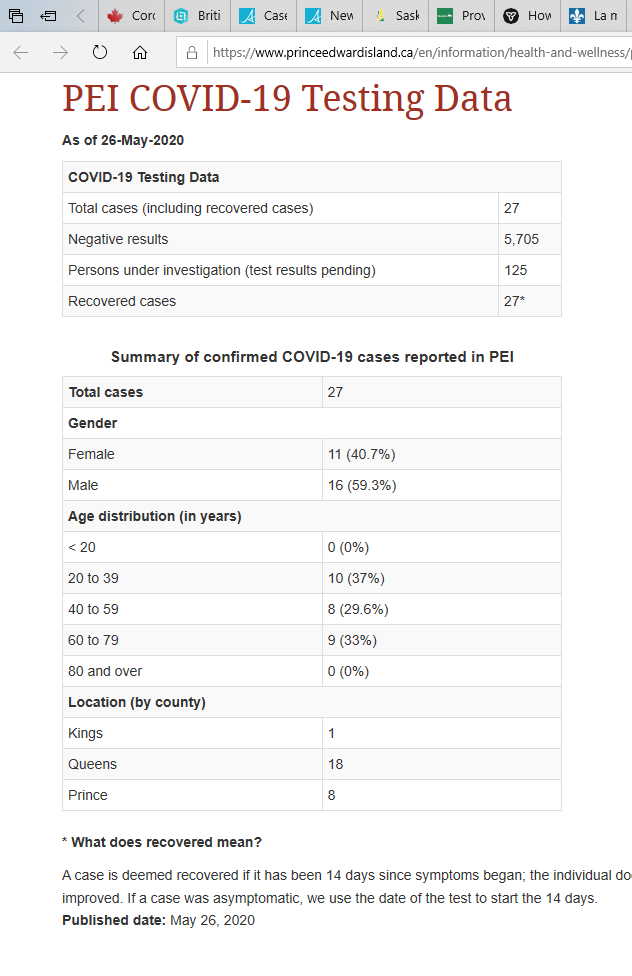 Cord
Briti
Case
New
Sask
Prov
How
La m
https://www.princeedwardisland.ca/en/information/health-and-wellness/
PEI COVID-19 Testing Data
As of 26-May-2020
COVID-19 Testing Data
Total cases (including recovered cases) 27
Negative results 5,705
Persons under investigation (test results pending) 125
Recovered cases 27*
Summary of confirmed COVID-19 cases reported in PEI
Total cases 27
Gender
Female 11 (40.7%)
Male 16 (59.3%)
Age distribution (in years)
< 20 0 (0%)
20 to 39 10 (37%)
40 to 59 8 (29.6%)
60 to 79 9 (33%)
80 and over 0 (0%)
Location (by county)
Kings 1
Queens 18
Prince 8
* What does recovered mean?
A case is deemed recovered if it has been 14 days since symptoms began; the individual do
improved. If a case was asymptomatic, we use the date of the test to start the 14 days.
Published date: May 26, 2020